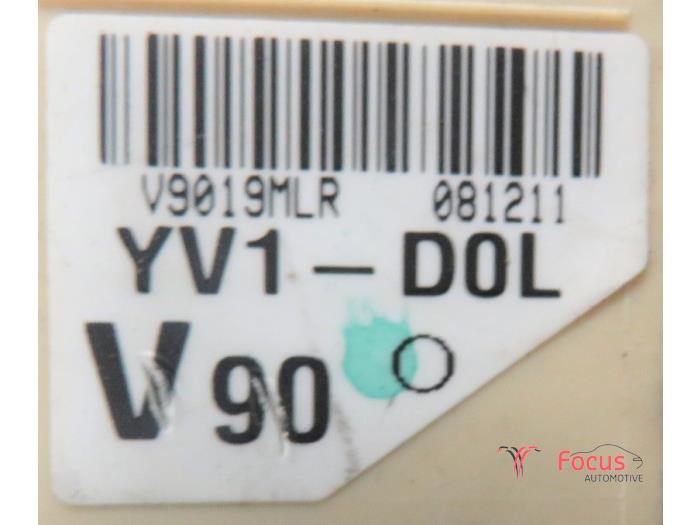 V9019MLR 081211
YV1-D0L
V 90
Focus
AUTOMOTIVE